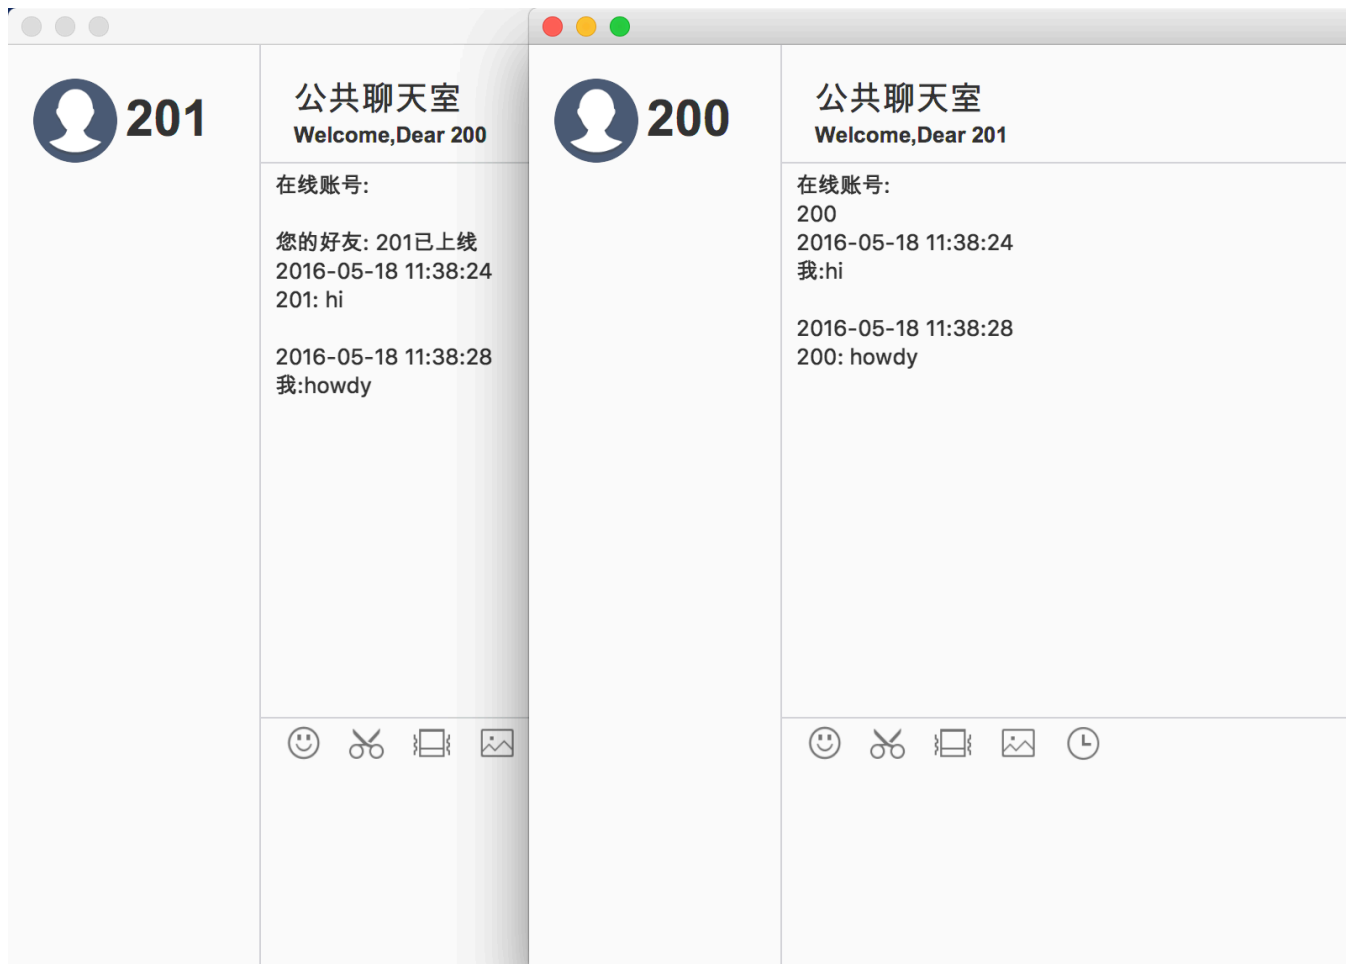 201
公共聊天室
Welcome,Dear 200
在线账号:
您的好友: 201已上线
2016-05-18 11:38:24
201: hi
2016-05-18 11:38:28
我:howdy
200
公共聊天室
Welcome,Dear 201
在线账号:
200
2016-05-18 11:38:24
我:hi
2016-05-18 11:38:28
200: howdy